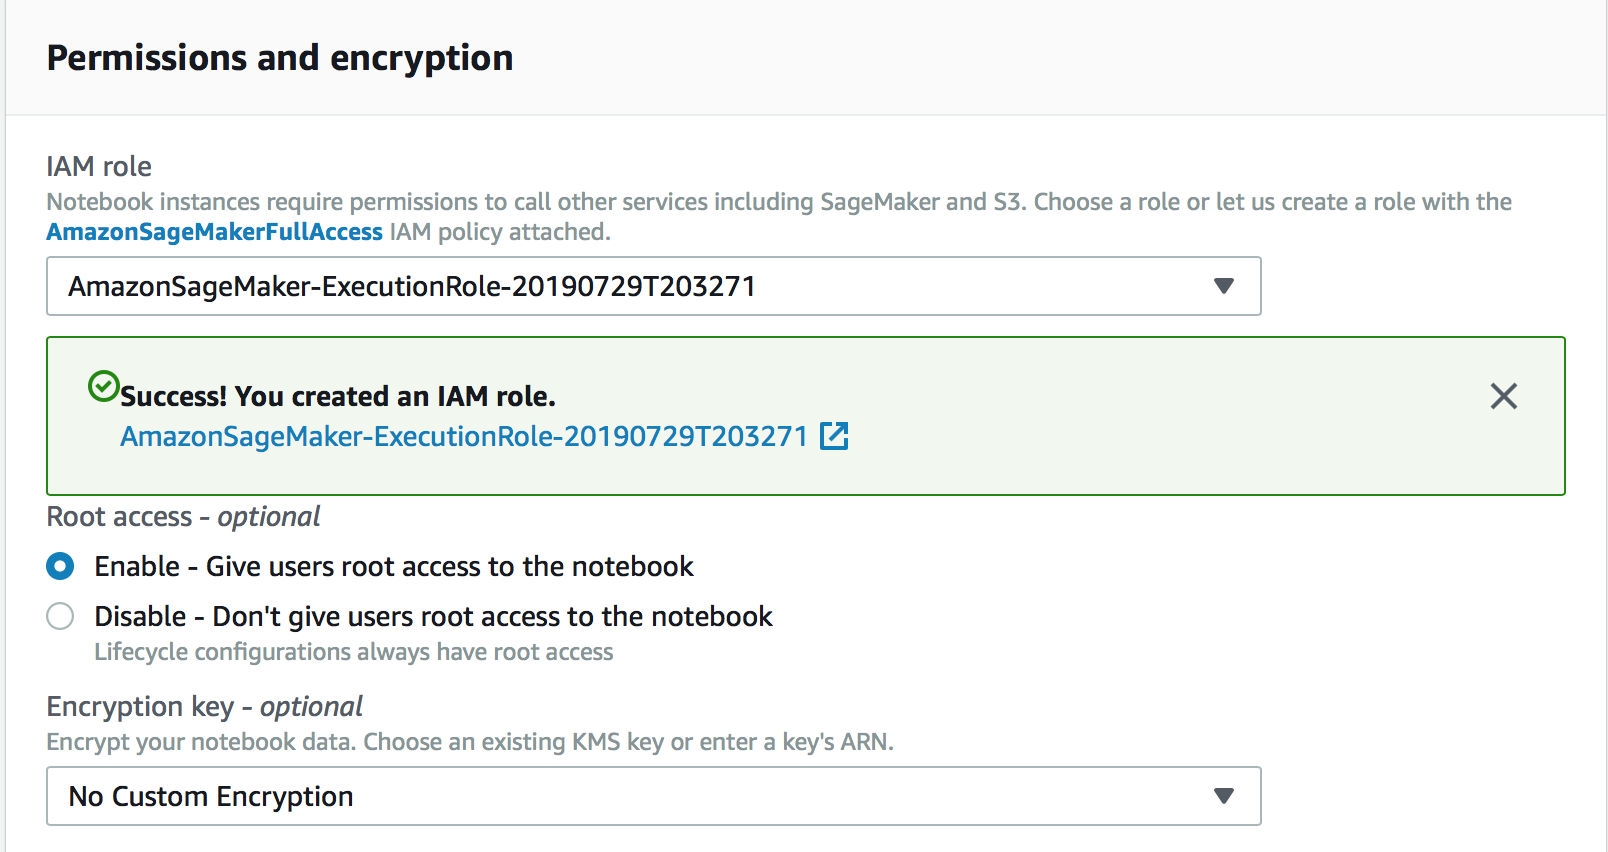 Permissions and encryption
IAM role
Notebook instances require permissions to call other services including SageMaker and S3. Choose a role or let us create a role with the
AmazonSageMakerFullAccess IAM policy attached.
AmazonSageMaker-ExecutionRole-20190729T203271
Success! You created an IAM role.
AmazonSageMaker-ExecutionRole-20190729T203271
Root access - optional
Enable - Give users root access to the notebook
Disable - Don't give users root access to the notebook
Lifecycle configurations always have root access
Encryption key - optional
Encrypt your notebook data. Choose an existing KMS key or enter a key's ARN.
No Custom Encryption